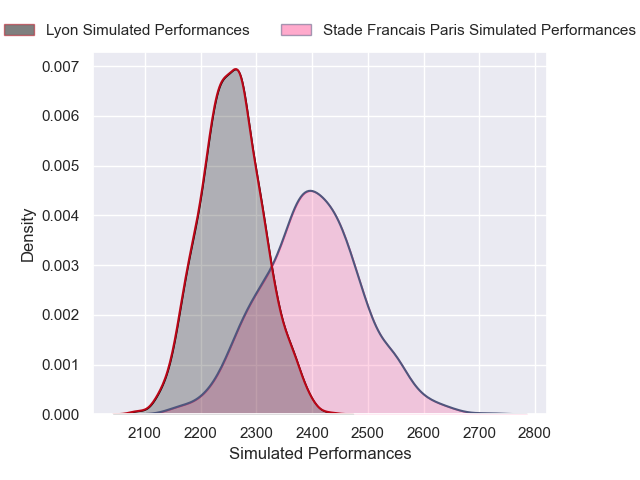 Lyon Simulated Performances
Stade Francais Paris Simulated Performances
0.007
0.006
0.005
0.004
0.003
0.002
0.001
0.000
Density
2100 2200 2300 2400 2500 2600 2700 2800
Simulated Performances